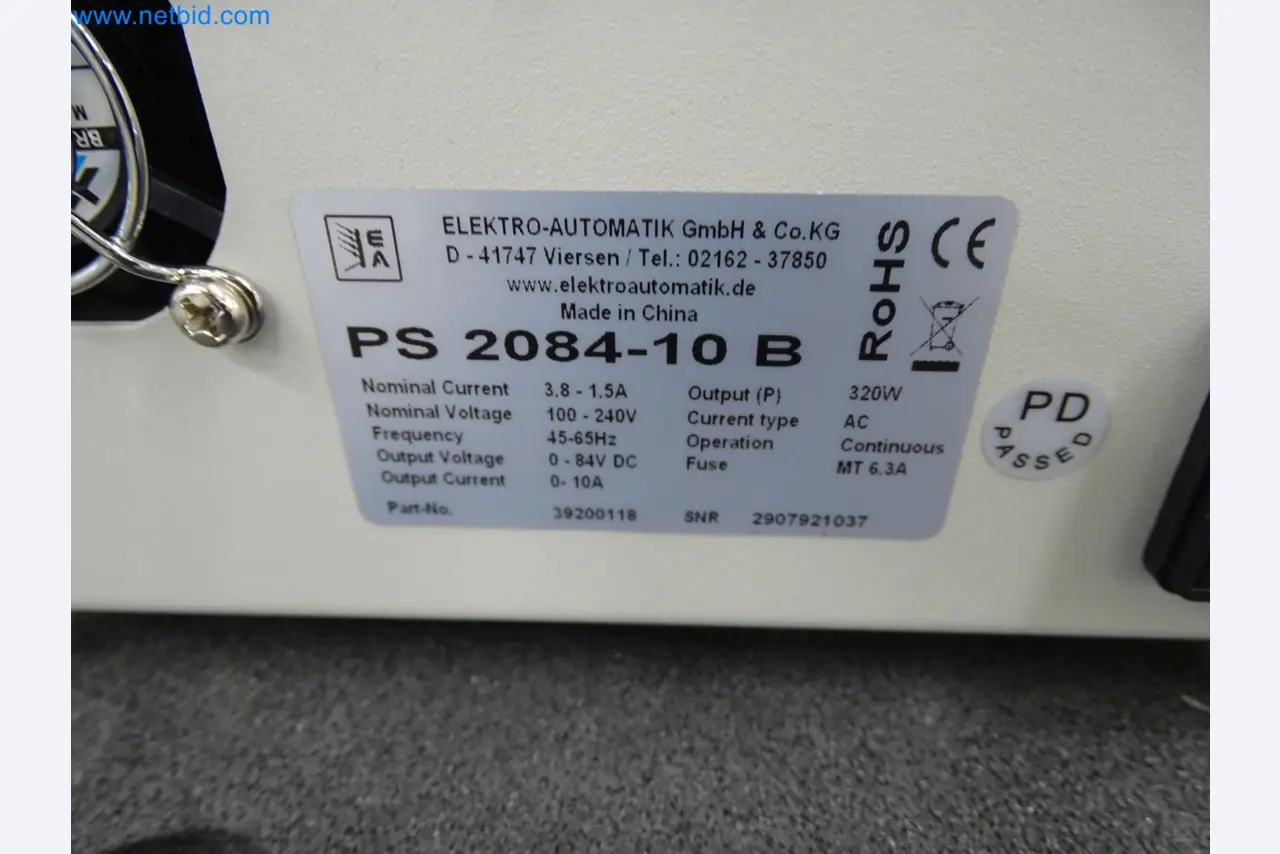 www.netbid.com
BR
M
ELEKTRO-AUTOMATIK GmbH & Co.KG
D - 41747 Viersen / Tel.: 02162 - 37850
www.elektroautomatik.de
Made in China
EA
RoHS
CE
PS 2084-10 B
Nominal Current 3.8 - 1.5A Output (P) 320W
Nominal Voltage 100 - 240V Current type AC
Frequency 45-65Hz Operation Continuous
Output Voltage 0 - 84V DC Fuse MT 6.3A
Output Current 0- 10A
Part-No. 39200118 SNR 2907921037
PD
PASSED